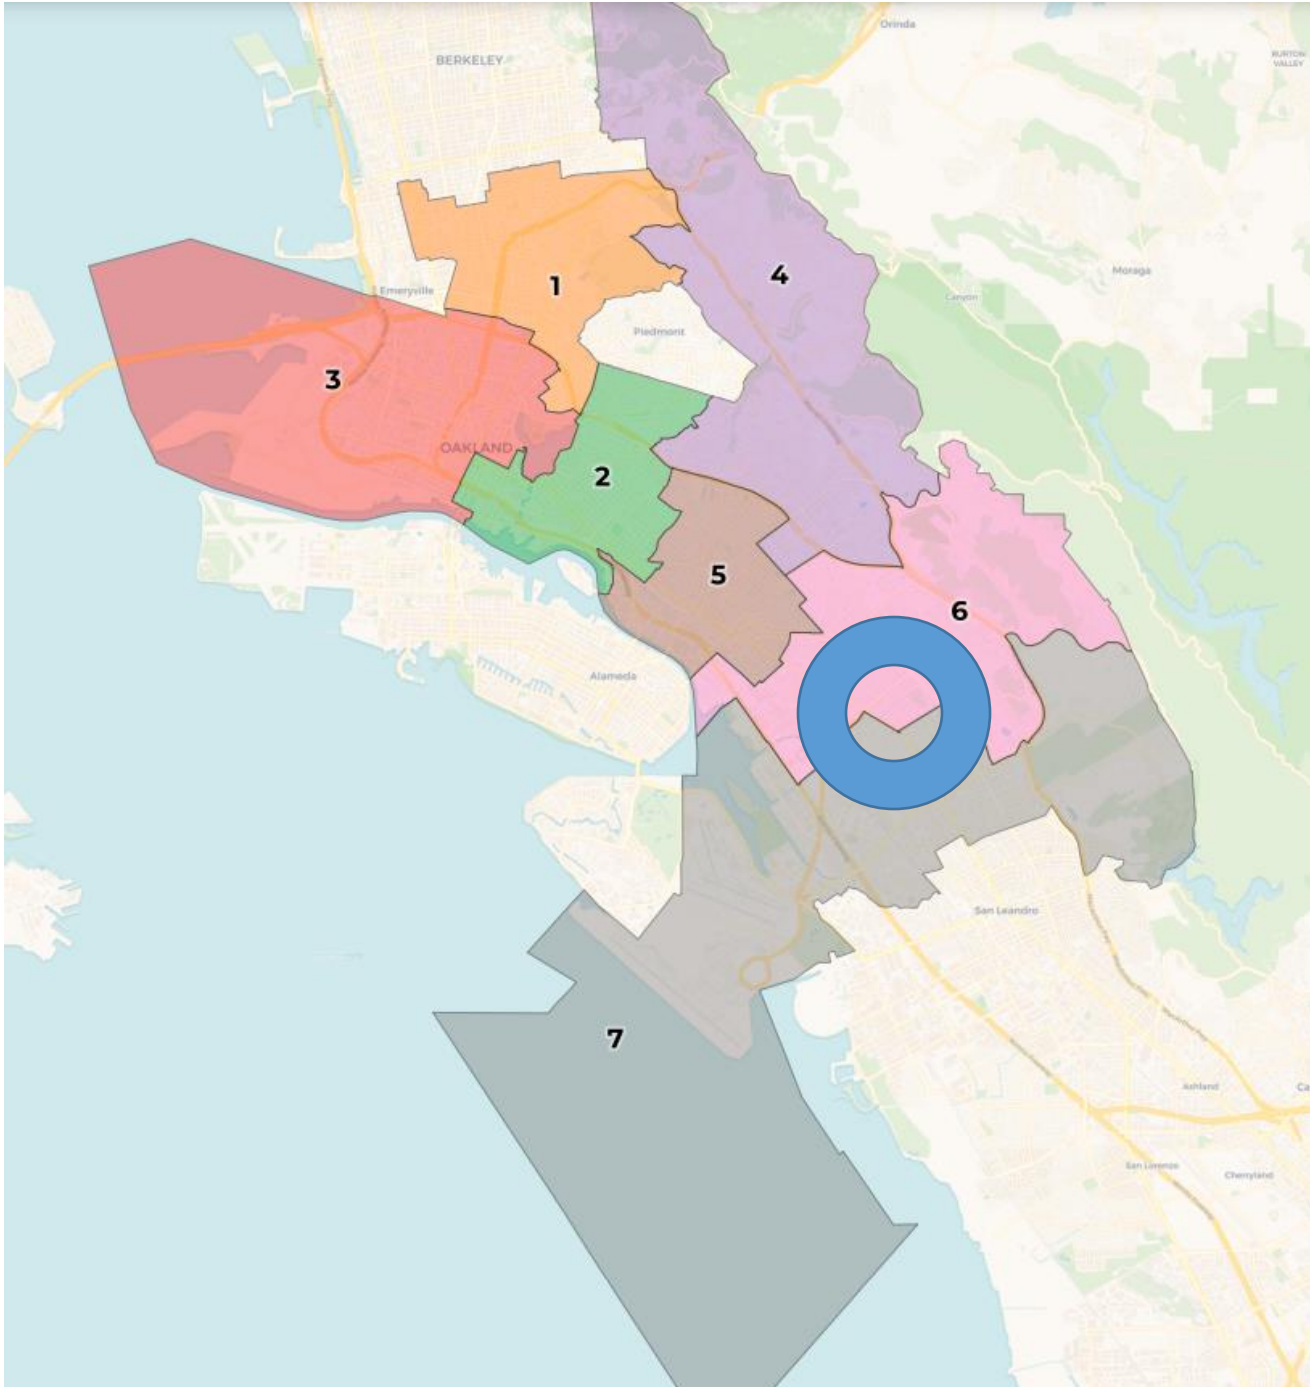 Orinda
BERKELEY
BURTON
VALLEY
4
Moraga
1
Emeryville
Canyon
Piedmont
3
OAKLAND
2
5
6
Alameda
San Leandro
7
Ashland
Ca
San Lorenzo
Cherryland